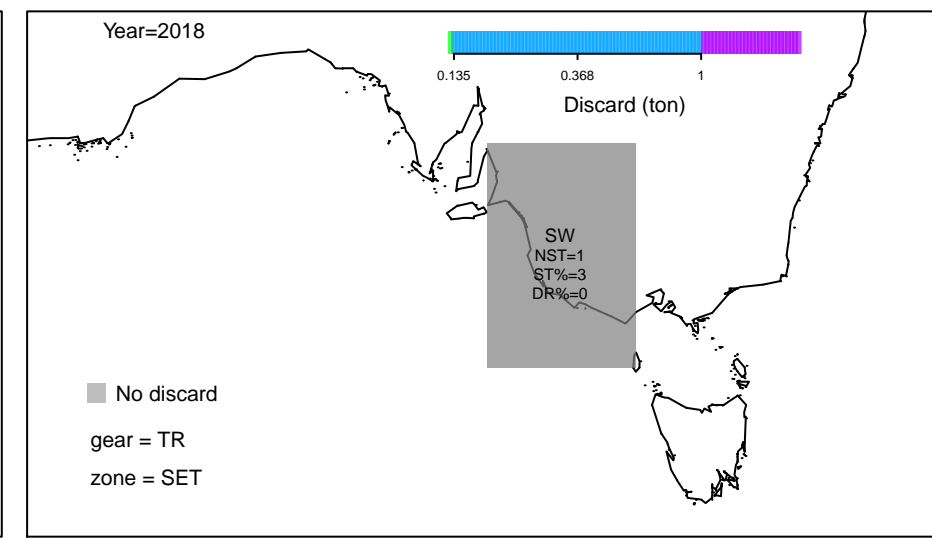 Year=2018
0.135 0.368 1
Discard (ton)
SW
NST=1
ST%=3
DR%=0
No discard
gear = TR
zone = SET